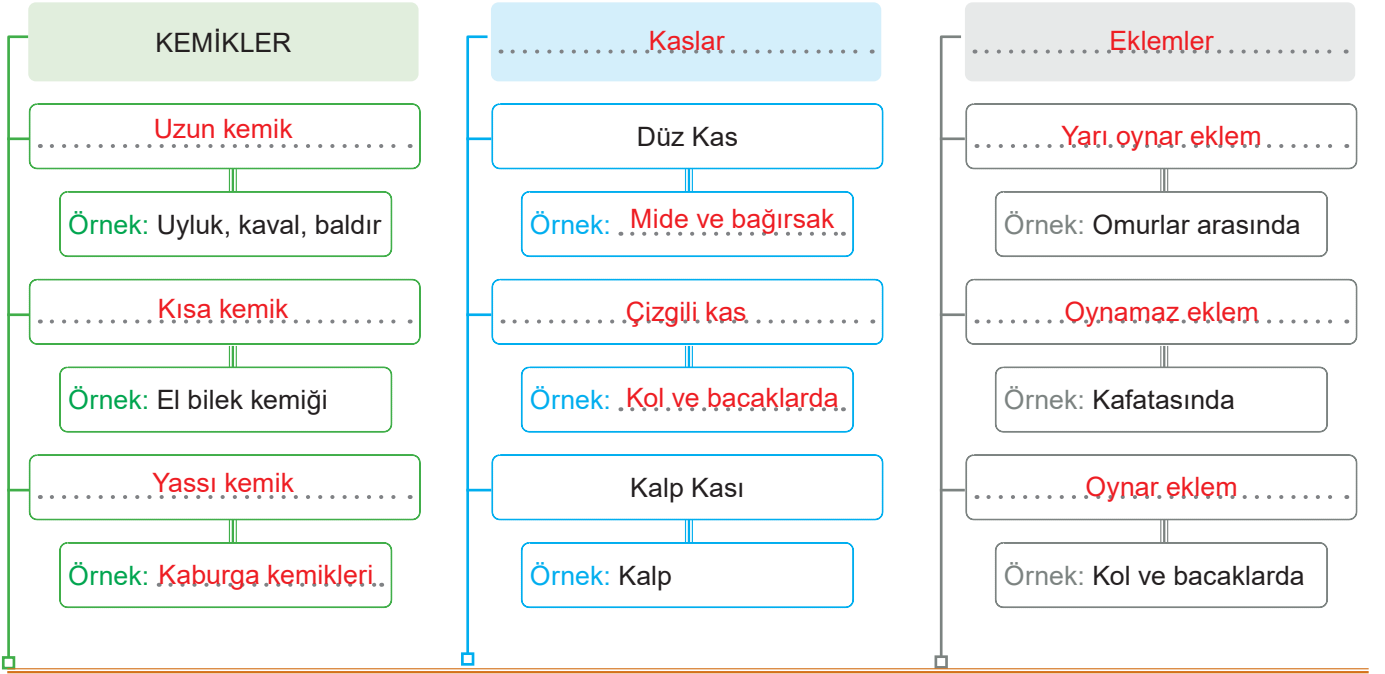 KEMİKLER
Uzun kemik
Örnek: Uyluk, kaval, baldır
Kısa kemik
Örnek: El bilek kemiği
Yassı kemik
Örnek: Kaburga kemikleri
Kaslar
Düz Kas
Örnek: Mide ve bağırsak
Çizgili kas
Örnek: Kol ve bacaklarda
Kalp Kası
Örnek: Kalp
Eklemler
Yarı oynar eklem
Örnek: Omurlar arasında
Oynamaz eklem
Örnek: Kafatasında
Oynar eklem
Örnek: Kol ve bacaklarda